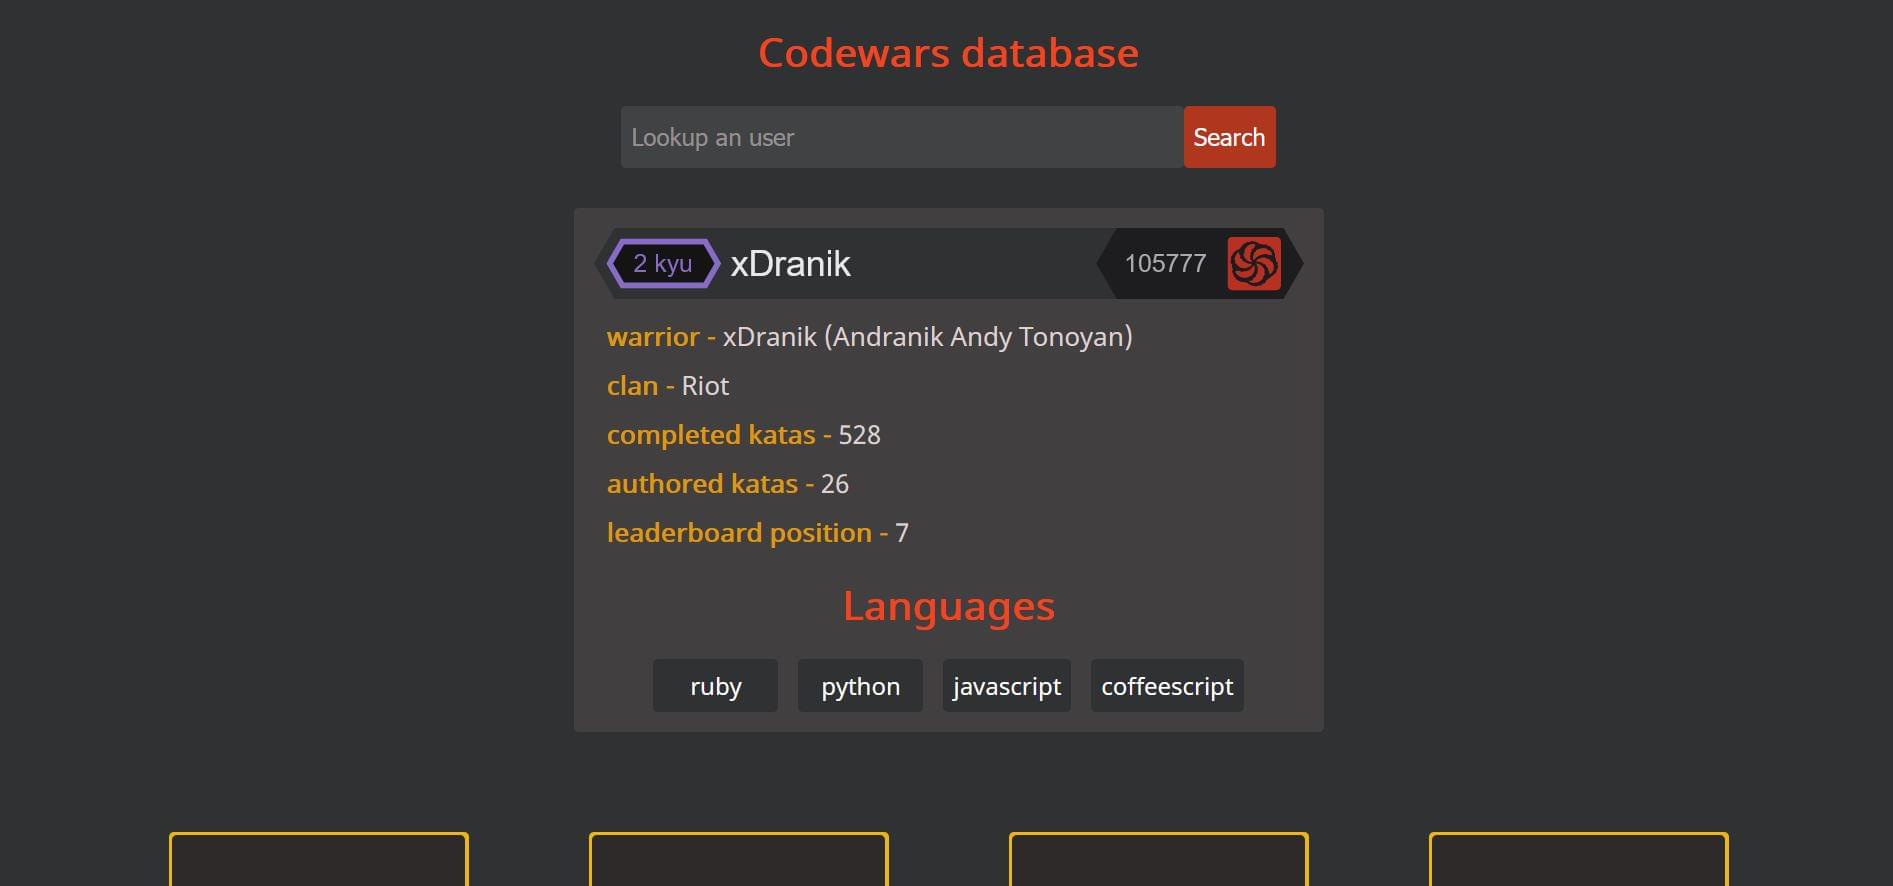 Codewars database
Lookup an user
Search
2 kyu xDranik 105777
warrior - xDranik (Andranik Andy Tonoyan)
clan - Riot
completed katas - 528
authored katas - 26
leaderboard position - 7
Languages
ruby python javascript coffeescript